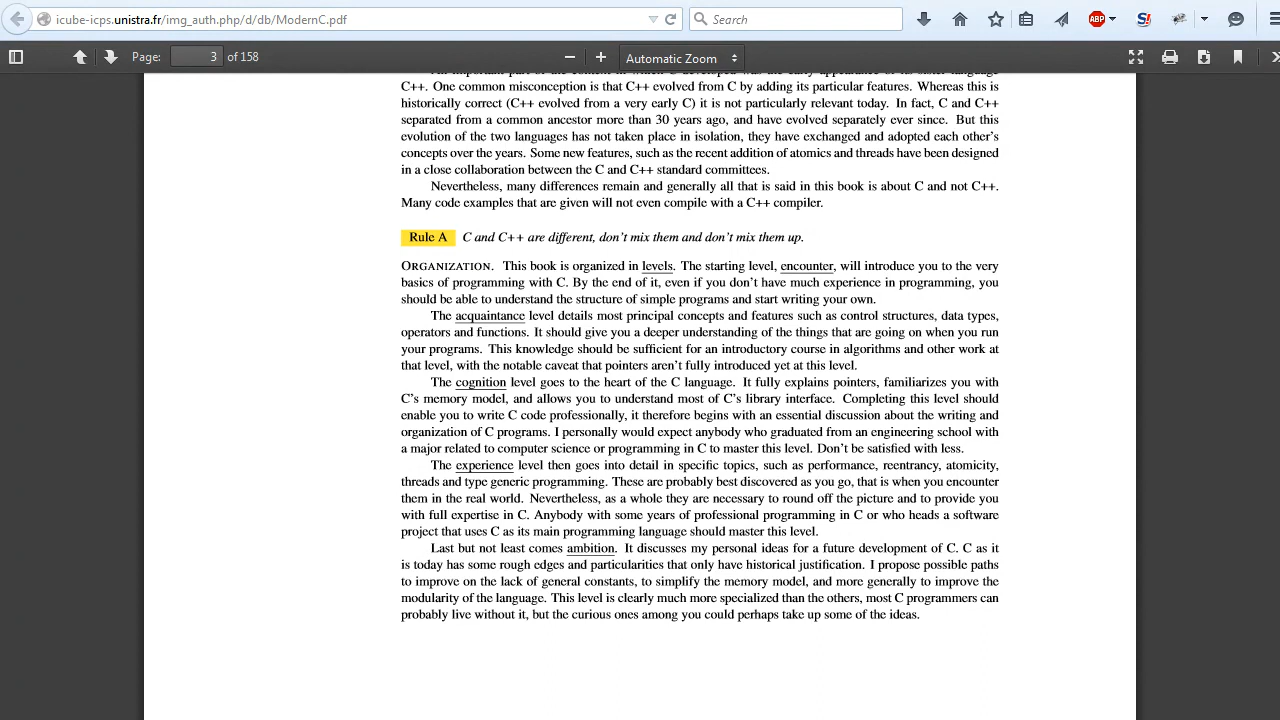 icube-icps.unistra.fr/img_auth.php/d/db/ModernC.pdf
Search
ABP
S!
Page: 3 of 158
Automatic Zoom
C++. One common misconception is that C++ evolved from C by adding its particular features. Whereas this is
historically correct (C++ evolved from a very early C) it is not particularly relevant today. In fact, C and C++
separated from a common ancestor more than 30 years ago, and have evolved separately ever since. But this
evolution of the two languages has not taken place in isolation, they have exchanged and adopted each other's
concepts over the years. Some new features, such as the recent addition of atomics and threads have been designed
in a close collaboration between the C and C++ standard committees.
Nevertheless, many differences remain and generally all that is said in this book is about C and not C++.
Many code examples that are given will not even compile with a C++ compiler.
Rule A C and C++ are different, don't mix them and don't mix them up.
ORGANIZATION. This book is organized in levels. The starting level, encounter, will introduce you to the very
basics of programming with C. By the end of it, even if you don't have much experience in programming, you
should be able to understand the structure of simple programs and start writing your own.
The acquaintance level details most principal concepts and features such as control structures, data types,
operators and functions. It should give you a deeper understanding of the things that are going on when you run
your programs. This knowledge should be sufficient for an introductory course in algorithms and other work at
that level, with the notable caveat that pointers aren't fully introduced yet at this level.
The cognition level goes to the heart of the C language. It fully explains pointers, familiarizes you with
C's memory model, and allows you to understand most of C's library interface. Completing this level should
enable you to write C code professionally, it therefore begins with an essential discussion about the writing and
organization of C programs. I personally would expect anybody who graduated from an engineering school with
a major related to computer science or programming in C to master this level. Don't be satisfied with less.
The experience level then goes into detail in specific topics, such as performance, reentrancy, atomicity,
threads and type generic programming. These are probably best discovered as you go, that is when you encounter
them in the real world. Nevertheless, as a whole they are necessary to round off the picture and to provide you
with full expertise in C. Anybody with some years of professional programming in C or who heads a software
project that uses C as its main programming language should master this level.
Last but not least comes ambition. It discusses my personal ideas for a future development of C. C as it
is today has some rough edges and particularities that only have historical justification. I propose possible paths
to improve on the lack of general constants, to simplify the memory model, and more generally to improve the
modularity of the language. This level is clearly much more specialized than the others, most C programmers can
probably live without it, but the curious ones among you could perhaps take up some of the ideas.